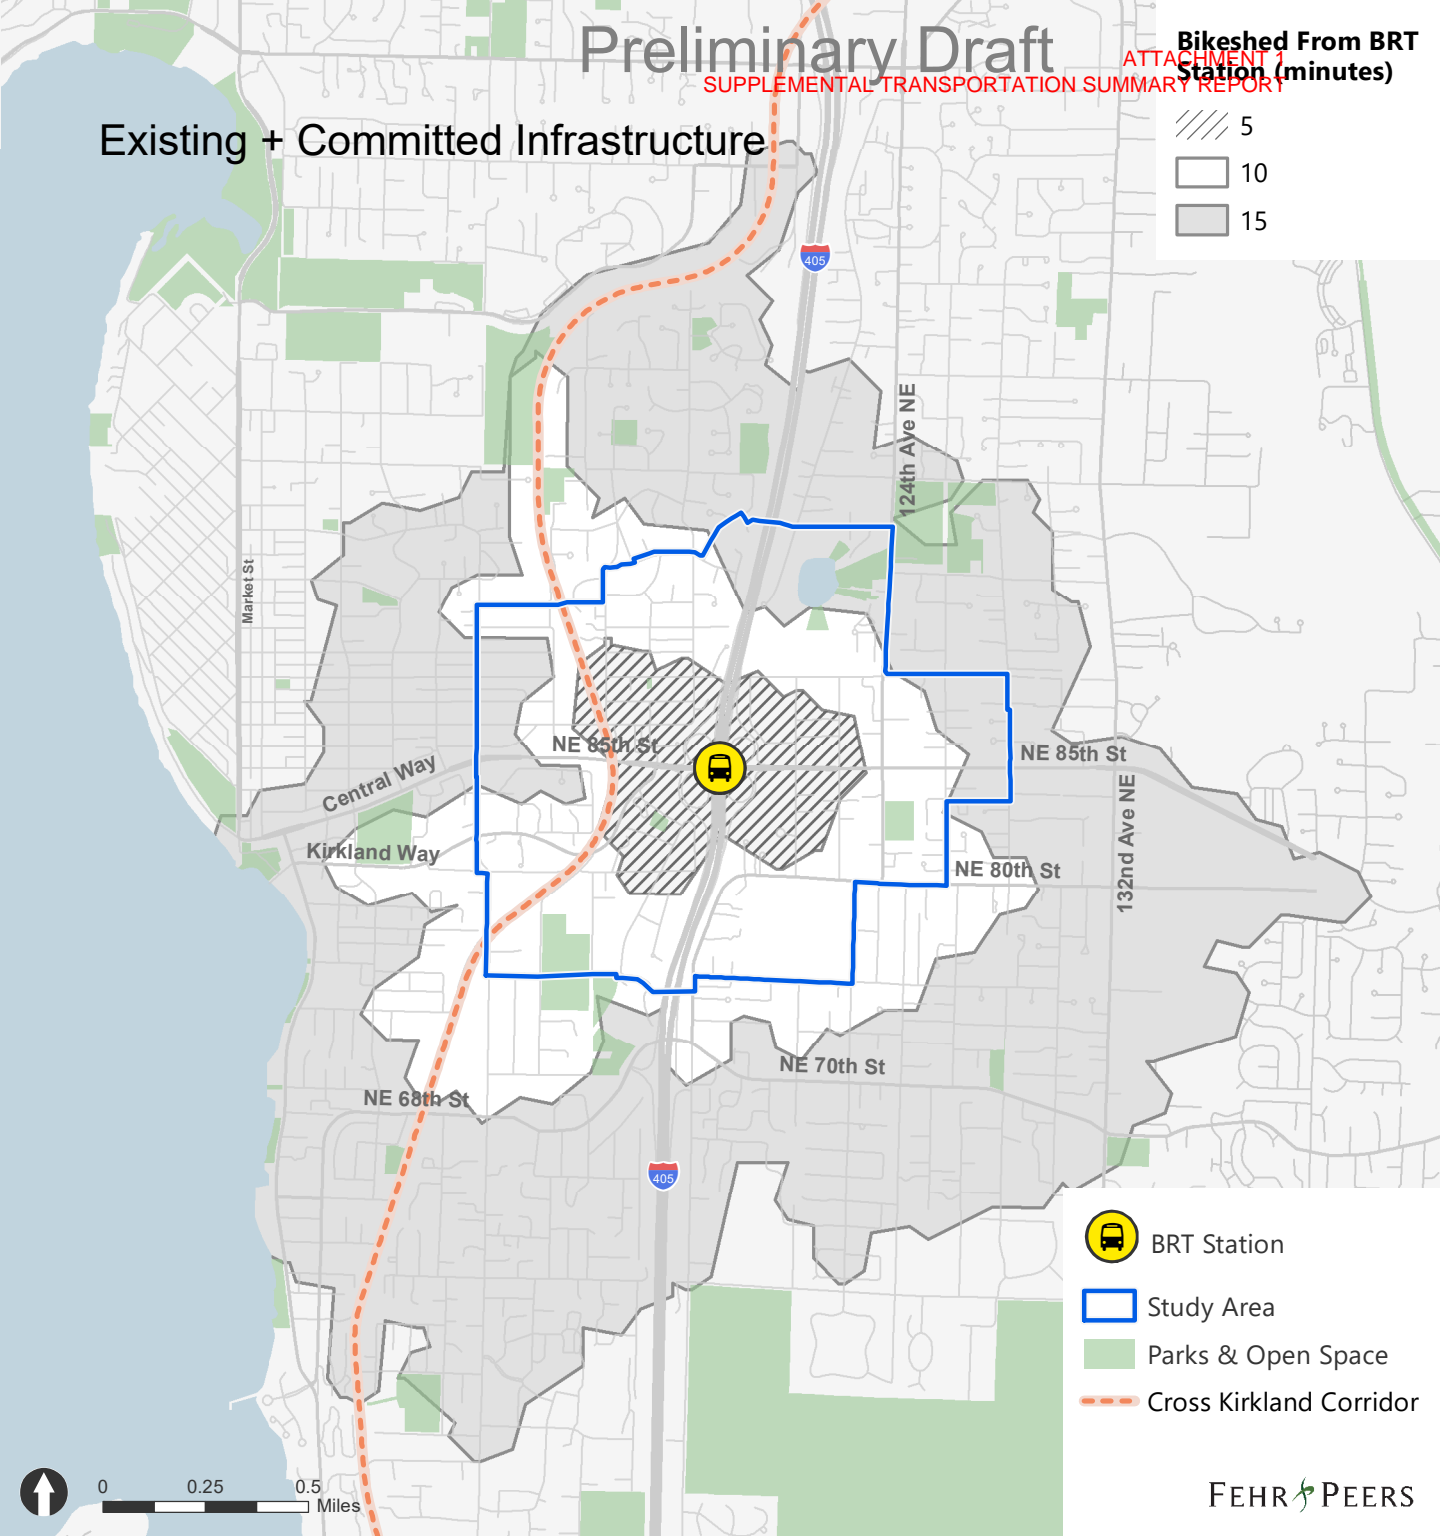 Preliminary Draft
ATTACHMENT 1
SUPPLEMENTAL TRANSPORTATION SUMMARY REPORT
Existing + Committed Infrastructure
Bikeshed From BRT
Station (minutes)
5
10
15
405
124th Ave NE
Market St
NE 85th St
NE 85th St
Central Way
Kirkland Way
132nd Ave NE
NE 80th St
NE 70th St
NE 68th St
405
BRT Station
Study Area
Parks & Open Space
Cross Kirkland Corridor
0 0.25 0.5
Miles
FEHR PEERS